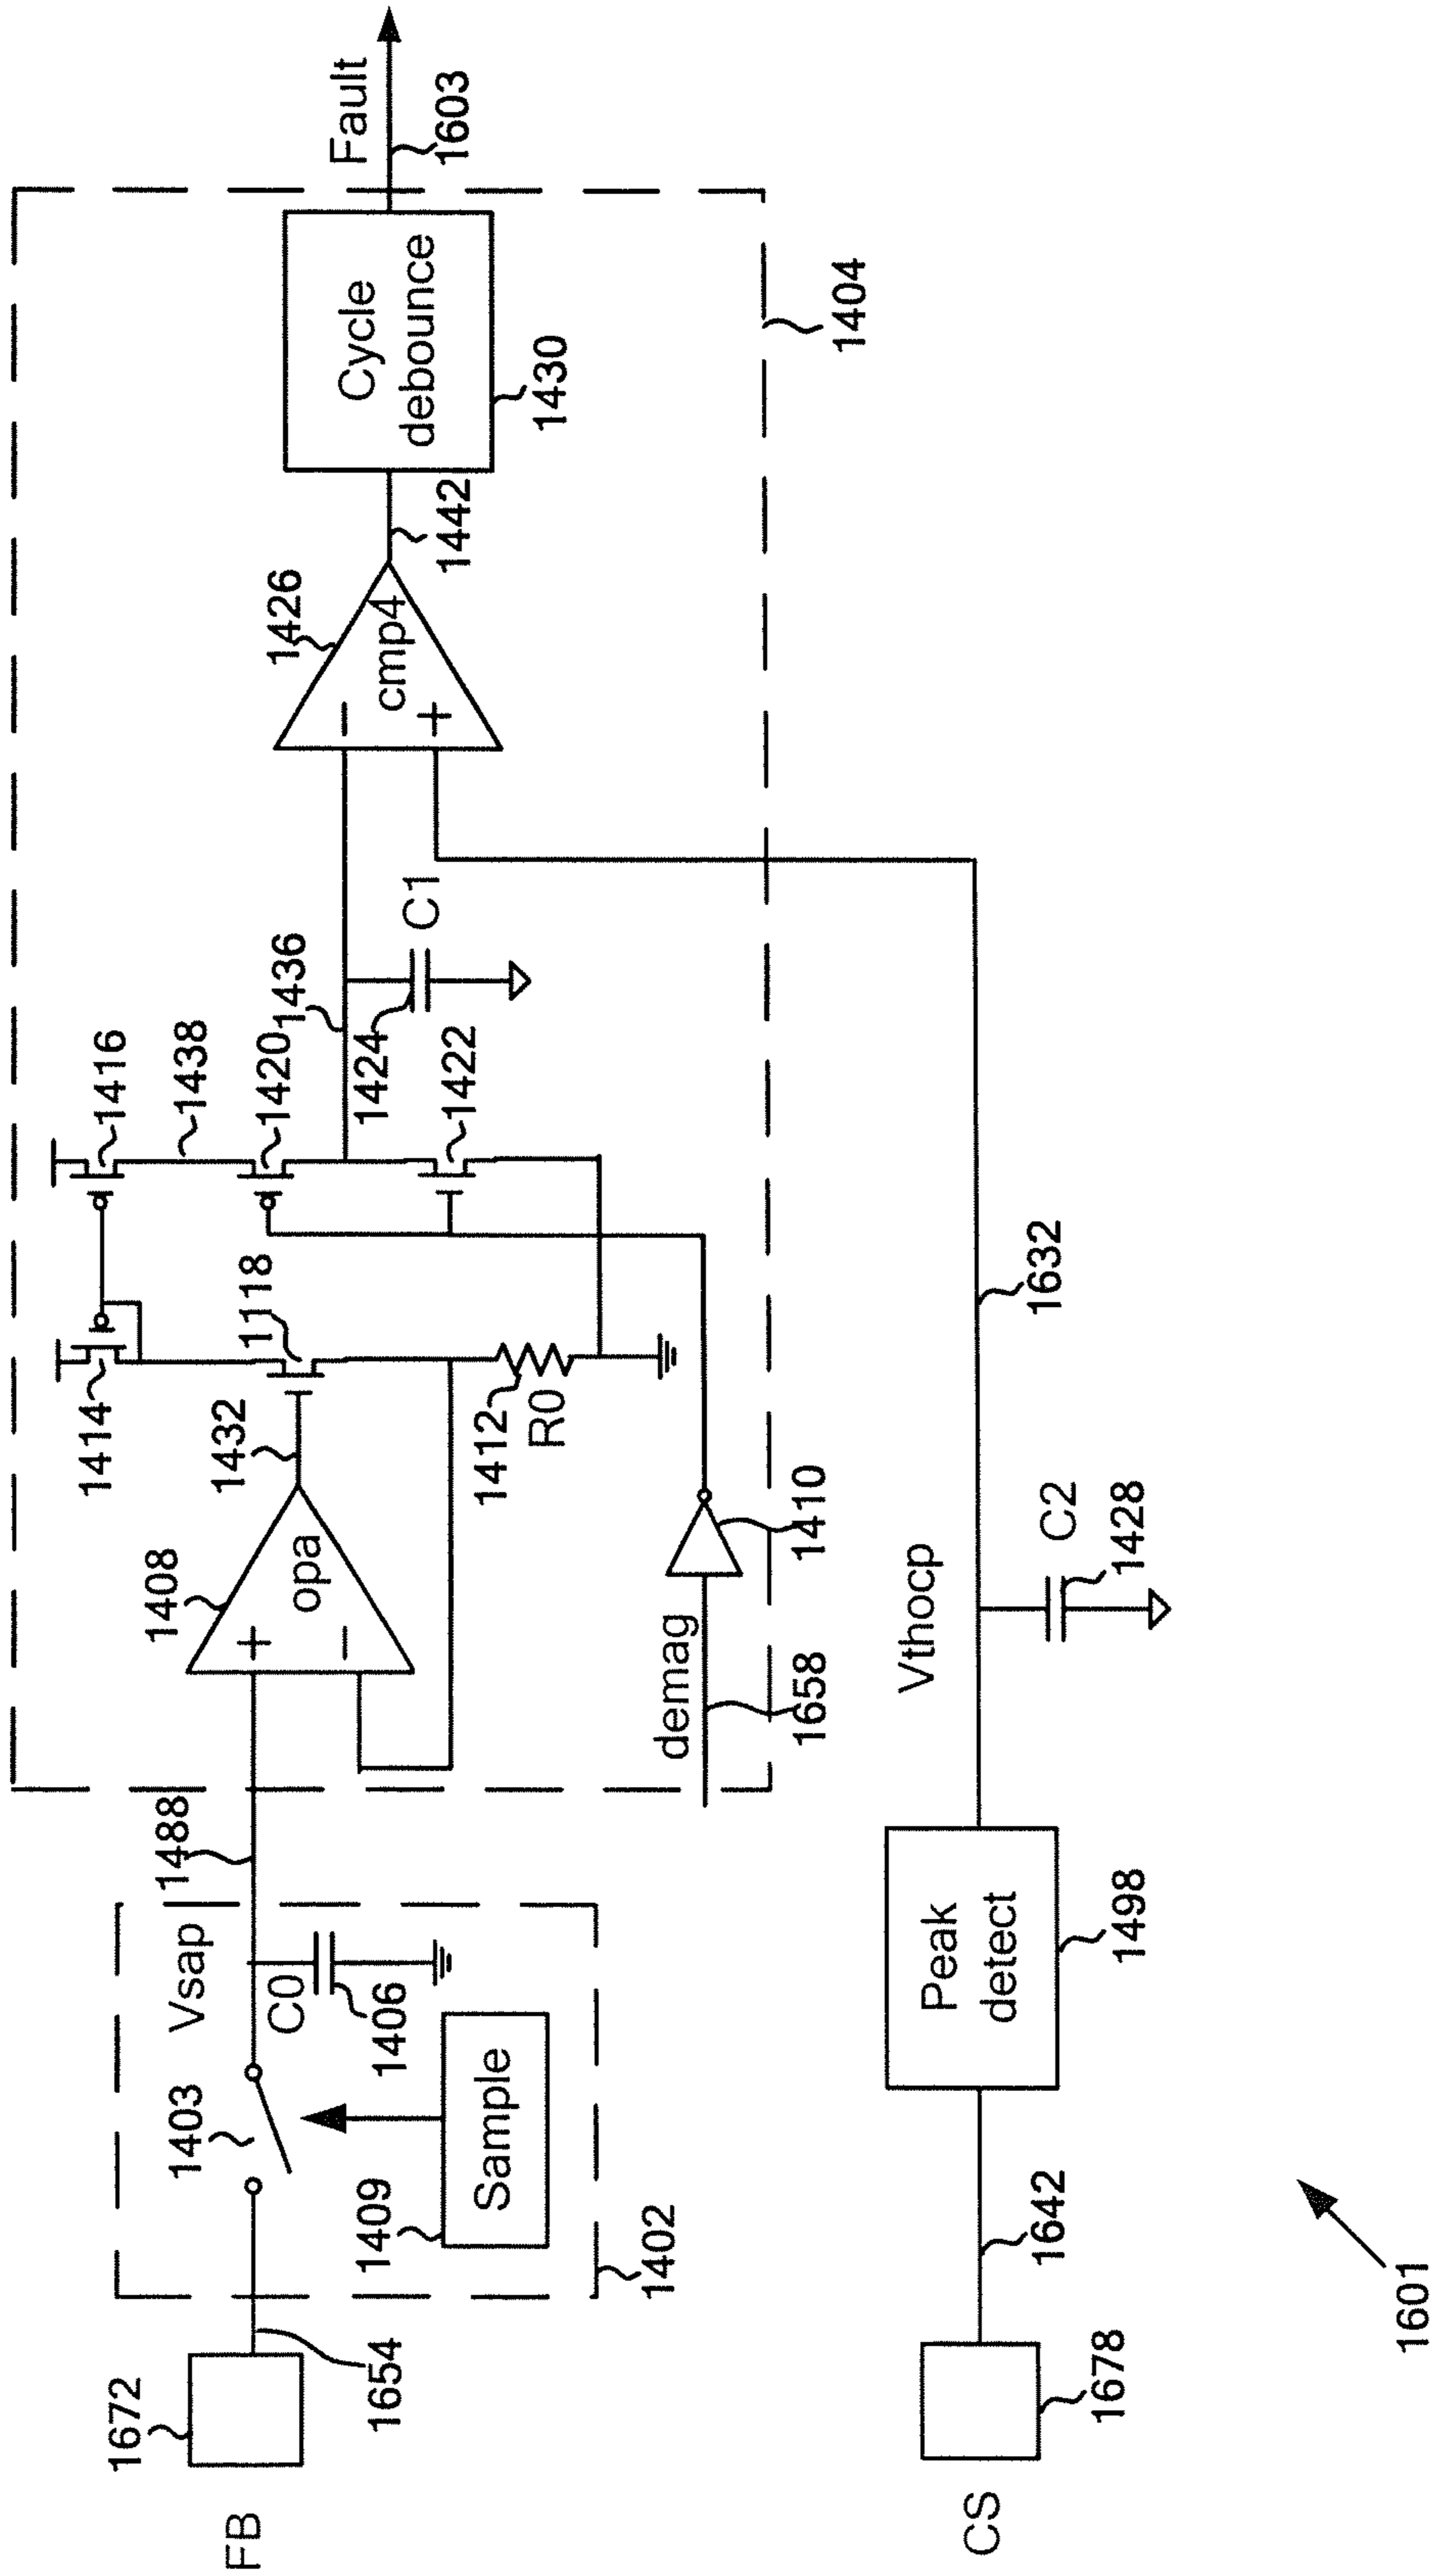 FB
1672
1654
1403
Vsap
C0
1406
1409
Sample
1402
1488
1408
+
opa
−
1432
1414
1118
1412
R0
1416
1438
1420
1422
1436
1424
C1
demag
1658
1410
1426
−
cmp4
+
1442
Cycle
debounce
1430
Fault
1603
1404
CS
1678
1642
Peak
detect
1498
Vthocp
C2
1428
1632
1601